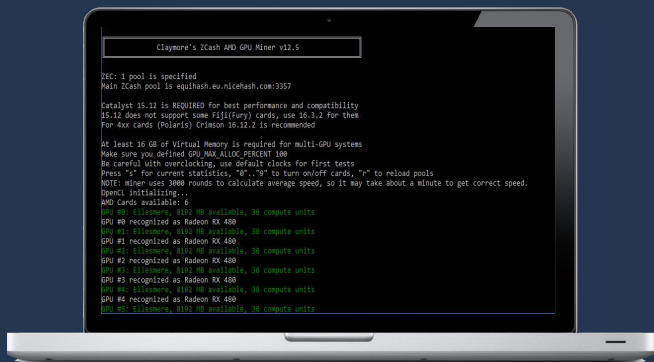 Claymore's ZCash AMD GPU Miner v12.5
ZEC: 1 pool is specified
Main ZCash pool is equihash.eu.nicehash.com:3357
Catalyst 15.12 is REQUIRED for best performance and compatibility
15.12 does not support some Fiji(Fury) cards, use 16.3.2 for them
For 4xx cards (Polaris) Crimson 16.12.2 is recommended
At least 16 GB of Virtual Memory is required for multi-GPU systems
Make sure you defined GPU_MAX_ALLOC_PERCENT 100
Be careful with overclocking, use default clocks for first tests
Press "s" for current statistics, "0".."9" to turn on/off cards, "r" to reload pools
NOTE: miner uses 3000 rounds to calculate average speed, so it may take about a minute to get correct speed.
OpenCL initializing...
AMD Cards available: 6
GPU #0: Ellesmere, 8192 MB available, 36 compute units
GPU #0 recognized as Radeon RX 480
GPU #1: Ellesmere, 8192 MB available, 36 compute units
GPU #1 recognized as Radeon RX 480
GPU #2: Ellesmere, 8192 MB available, 36 compute units
GPU #2 recognized as Radeon RX 480
GPU #3: Ellesmere, 8192 MB available, 36 compute units
GPU #3 recognized as Radeon RX 480
GPU #4: Ellesmere, 8192 MB available, 36 compute units
GPU #4 recognized as Radeon RX 480
GPU #5: Ellesmere, 8192 MB available, 36 compute units